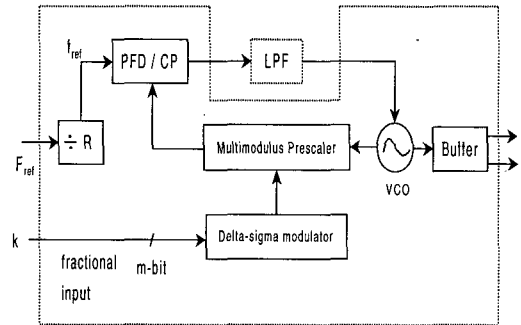 f_ref
PFD / CP
LPF
÷ R
F_ref
Multimodulus Prescaler
VCO
Buffer
k
Delta-sigma modulator
fractional m-bit
input